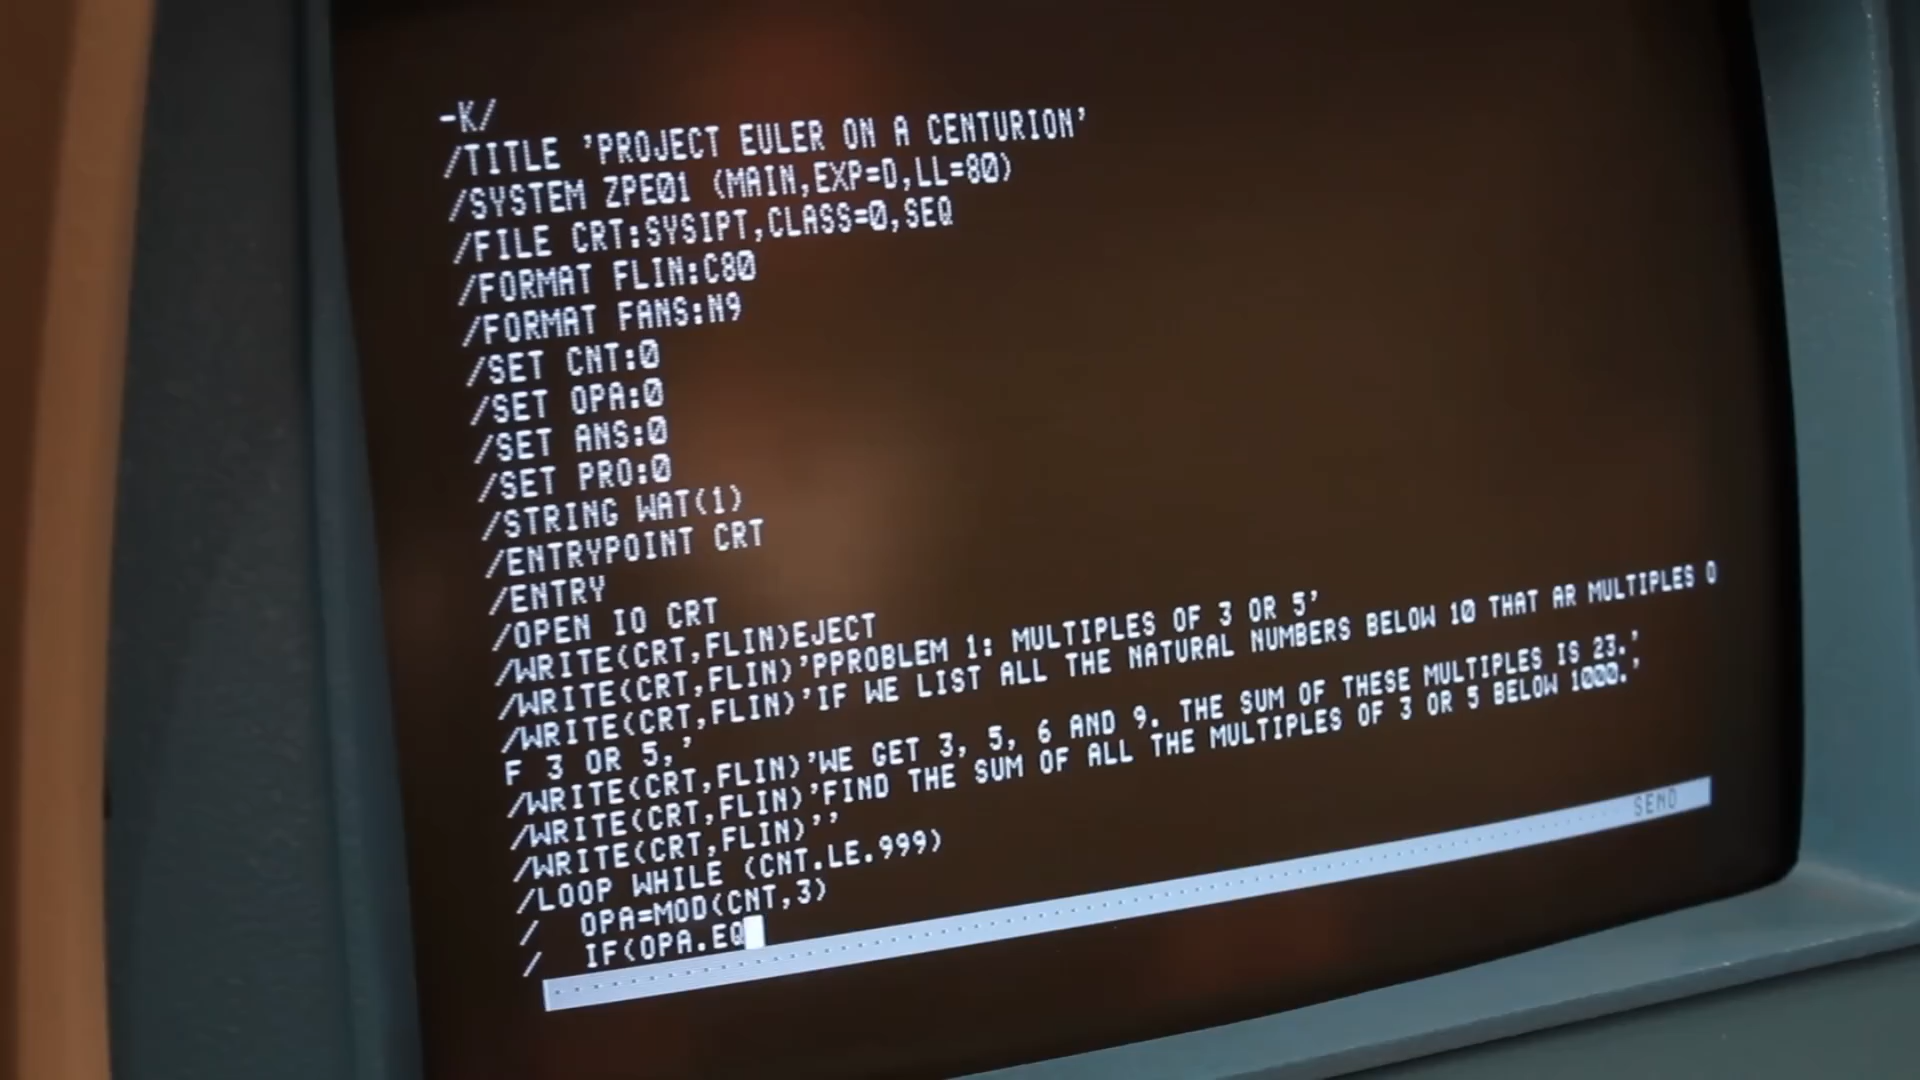 -K/
/TITLE 'PROJECT EULER ON A CENTURION'
/SYSTEM ZPE01 (MAIN,EXP=D,LL=80)
/FILE CRT:SYSIPT,CLASS=0,SEQ
/FORMAT FLIN:C80
/FORMAT FANS:N9
/SET CNT:0
/SET OPA:0
/SET ANS:0
/SET PRO:0
/STRING WAT(1)
/ENTRYPOINT CRT
/ENTRY
/OPEN IO CRT
/WRITE(CRT,FLIN)EJECT
/WRITE(CRT,FLIN)'PPROBLEM 1: MULTIPLES OF 3 OR 5'
/WRITE(CRT,FLIN)'IF WE LIST ALL THE NATURAL NUMBERS BELOW 10 THAT AR MULTIPLES O
F 3 OR 5,'
/WRITE(CRT,FLIN)'WE GET 3, 5, 6 AND 9. THE SUM OF THESE MULTIPLES IS 23.'
/WRITE(CRT,FLIN)'FIND THE SUM OF ALL THE MULTIPLES OF 3 OR 5 BELOW 1000.'
/WRITE(CRT,FLIN)''
/LOOP WHILE (CNT.LE.999)
/  OPA=MOD(CNT,3)
/  IF(OPA.EQ
SEND